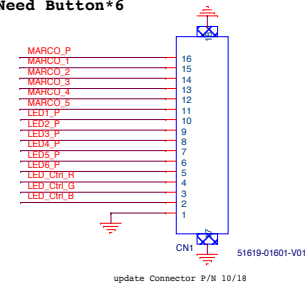 Need Button*6
MARCO_P
MARCO_1
MARCO_2
MARCO_3
MARCO_4
MARCO_5
LED1_P
LED2_P
LED3_P
LED4_P
LED5_P
LED6_P
LED_Ctrl_R
LED_Ctrl_G
LED_Ctrl_B
16
15
14
13
12
11
10
9
8
7
6
5
4
3
2
1
CN1
51619-01601-V01
update Connector P/N 10/18